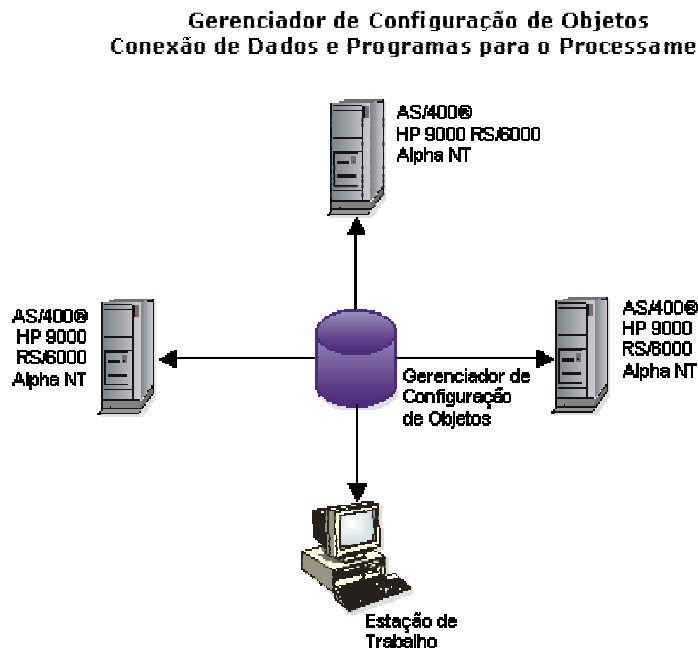 Gerenciador de Configuração de Objetos
Conexão de Dados e Programas para o Processame
AS/400®
HP 9000 RS/6000
Alpha NT
AS/400®
HP 9000
RS/6000
Alpha NT
AS/400®
HP 9000
RS/6000
Alpha NT
Gerenciador de
Configuração
de Objetos
Estação de
Trabalho